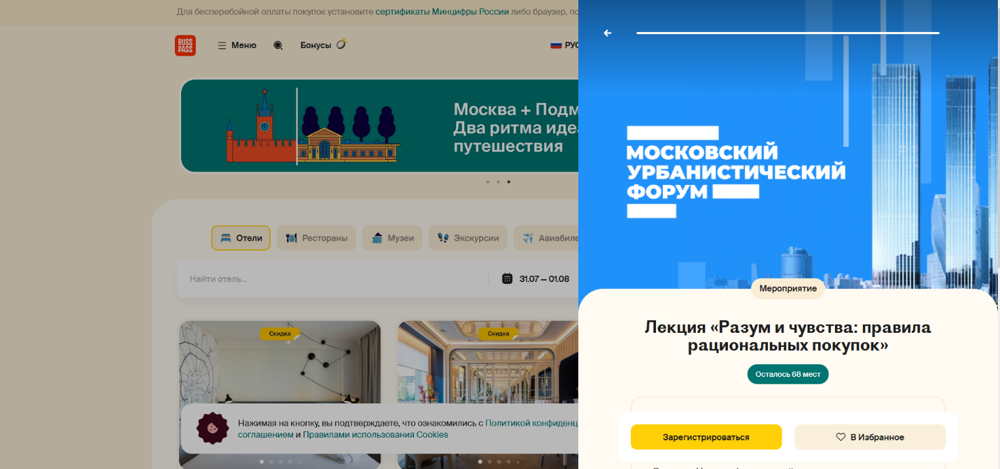 Для бесперебойной оплаты покупок установите сертификаты Минцифры России либо браузер,
RUSS
PASS
Меню
Бонусы
РУС
Москва + Подм
Два ритма иде
путешествия
Отели
Рестораны
Музеи
Экскурсии
Авиабиле
Найти отель...
31.07 — 01.08
Скидка
Скидка
Нажимая на кнопку, вы подтверждаете, что ознакомились с Политикой конфиденц
соглашением и Правилами использования Cookies
МОСКОВСКИЙ
УРБАНИСТИЧЕСКИЙ
ФОРУМ
Мероприятие
Лекция «Разум и чувства: правила
рациональных покупок»
Осталось 68 мест
Зарегистрироваться
В Избранное